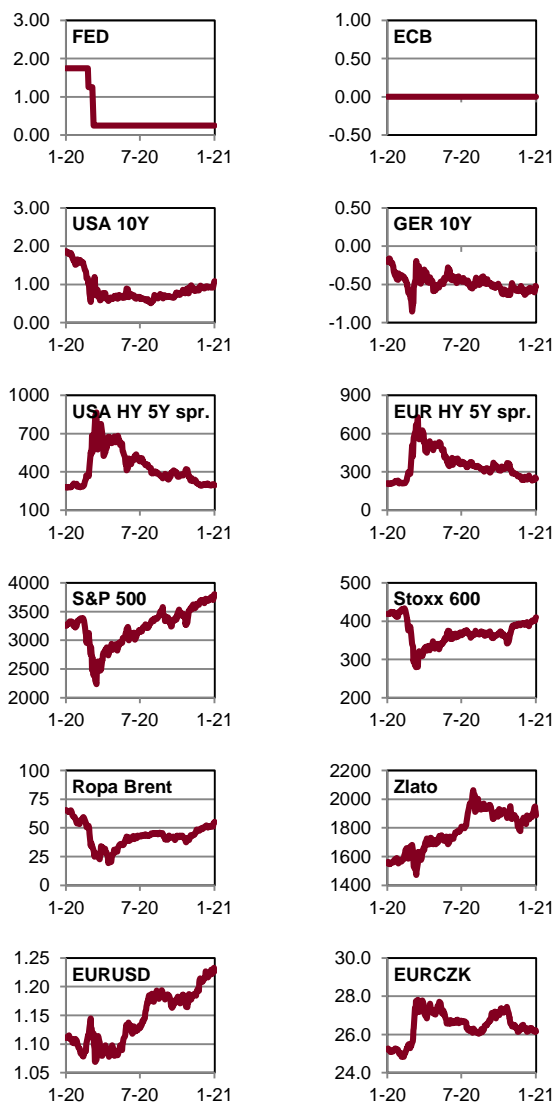 FED
3.00
2.00
1.00
0.00
1-20 7-20 1-21
ECB
1.00
0.50
0.00
-0.50
1-20 7-20 1-21
USA 10Y
3.00
2.00
1.00
0.00
1-20 7-20 1-21
GER 10Y
0.50
0.00
-0.50
-1.00
1-20 7-20 1-21
USA HY 5Y spr.
1000
700
400
100
1-20 7-20 1-21
EUR HY 5Y spr.
900
600
300
0
1-20 7-20 1-21
S&P 500
4000
3500
3000
2500
2000
1-20 7-20 1-21
Stoxx 600
500
400
300
200
1-20 7-20 1-21
Ropa Brent
100
75
50
25
0
1-20 7-20 1-21
Zlato
2200
2000
1800
1600
1400
1-20 7-20 1-21
EURUSD
1.25
1.20
1.15
1.10
1.05
1-20 7-20 1-21
EURCZK
30.0
28.0
26.0
24.0
1-20 7-20 1-21